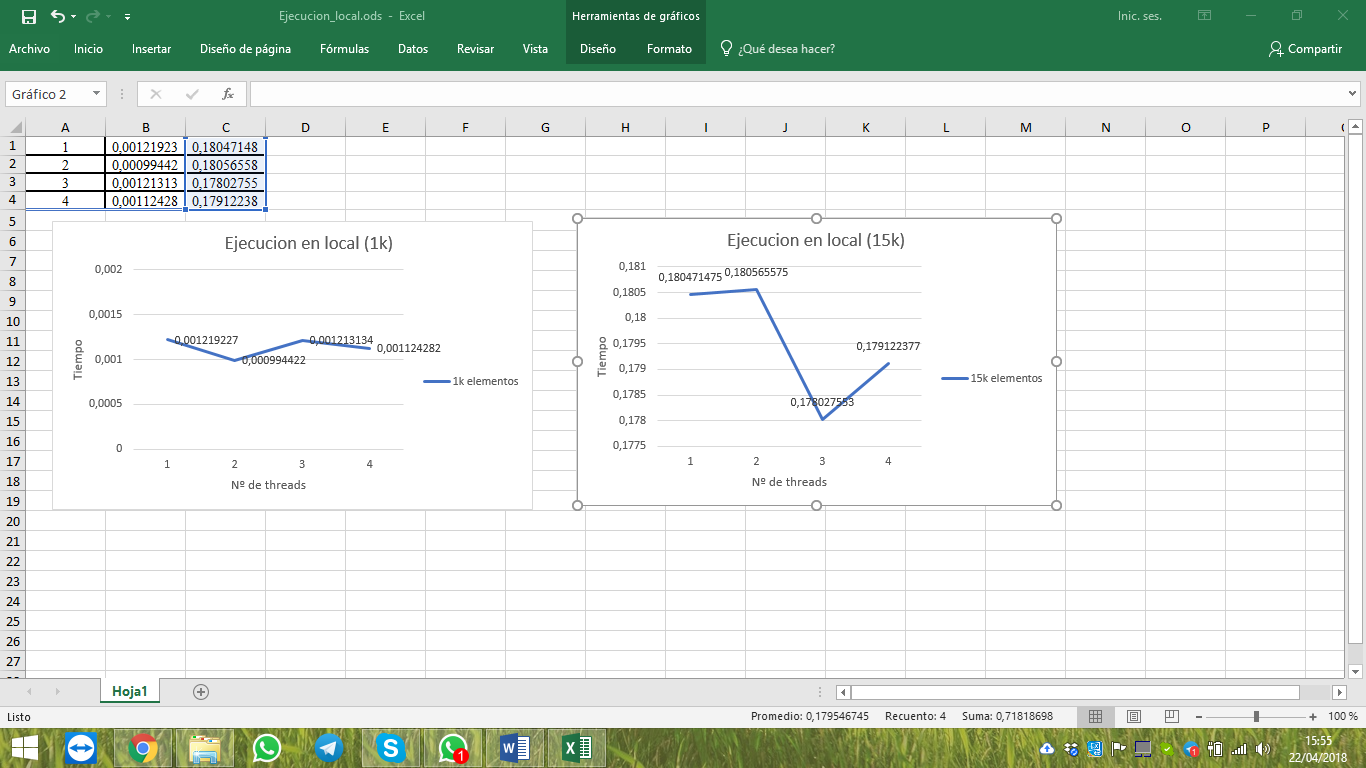 Ejecucion_local.ods - Excel
Herramientas de gráficos
Inic. ses.
Archivo Inicio Insertar Diseño de página Fórmulas Datos Revisar Vista Diseño Formato ¿Qué desea hacer? Compartir
Gráfico 2 fx
A B C D E F G H I J K L M N O P
1 1 0,00121923 0,18047148
2 2 0,00099442 0,18056558
3 3 0,00121313 0,17802755
4 4 0,00112428 0,17912238
5
6
7
8
9
10
11
12
13
14
15
16
17
18
19
20
21
22
23
24
25
26
27
Ejecucion en local (1k)
0,002
0,0015
0,001
0,0005
0
Tiempo
0,001219227
0,000994422
0,001213134
0,001124282
1k elementos
1 2 3 4
Nº de threads
Ejecucion en local (15k)
0,181
0,1805
0,18
0,1795
0,179
0,1785
0,178
0,1775
Tiempo
0,180471475
0,180565575
0,178027553
0,179122377
15k elementos
1 2 3 4
Nº de threads
Hoja1
Listo
Promedio: 0,179546745 Recuento: 4 Suma: 0,71818698
100 %
1
1
15:55
22/04/2018